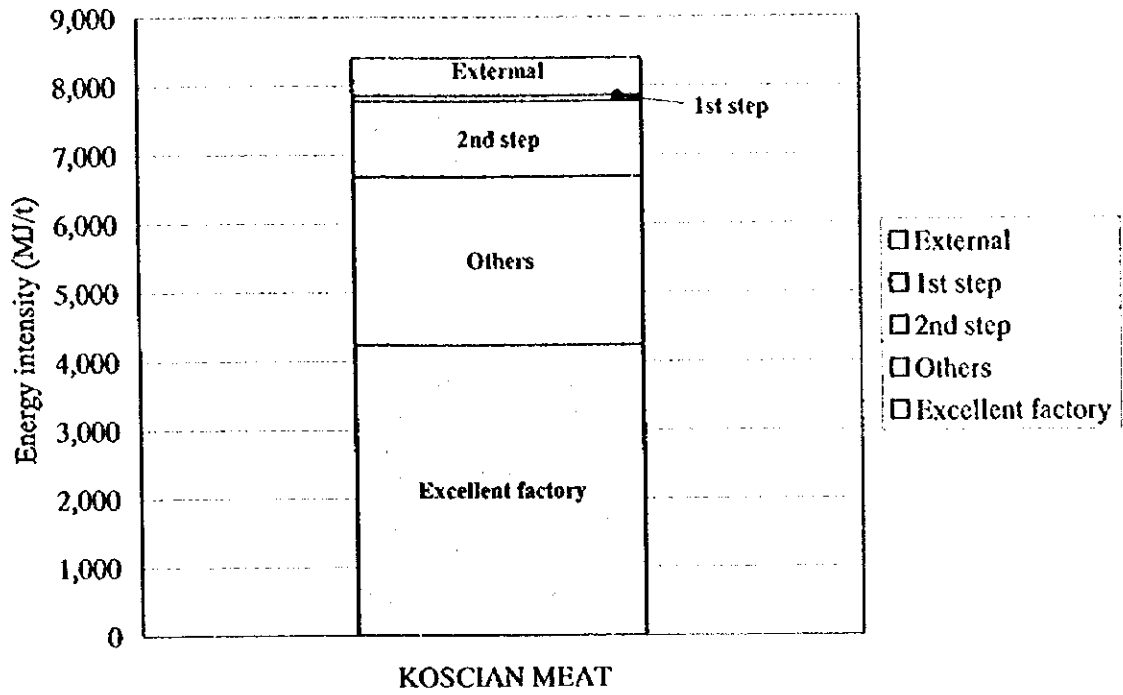 9,000
8,000
7,000
6,000
5,000
4,000
3,000
2,000
1,000
0
Energy intensity (MJ/t)
Extermal
1st step
2nd step
Others
Excellent factory
KOSCIAN MEAT
External
1st step
2nd step
Others
Excellent factory